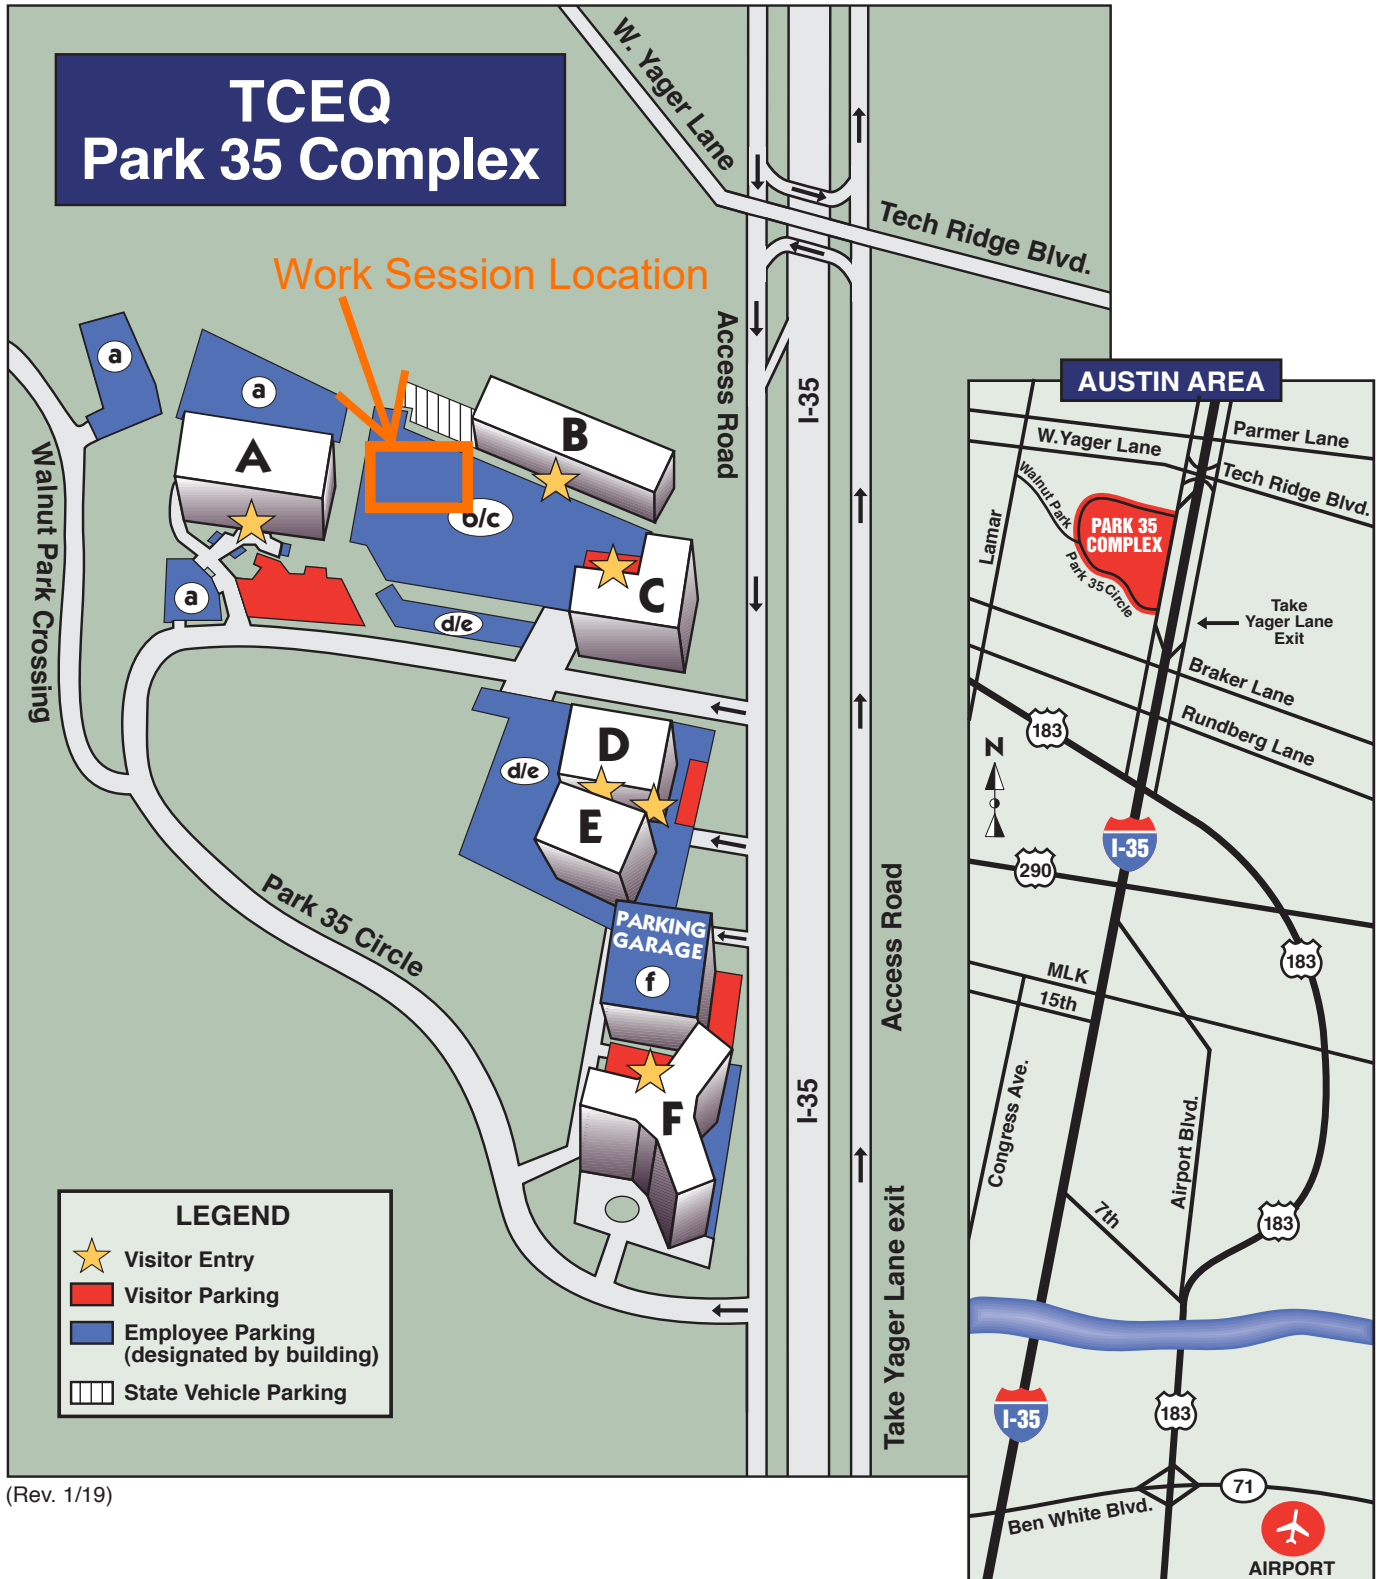 TCEQ
Park 35 Complex
W. Yager Lane
Tech Ridge Blvd.
Work Session Location
Access Road
I-35
a
a
A
B
b/c
C
a
d/e
Walnut Park Crossing
D
d/e
E
Park 35 Circle
PARKING
GARAGE
f
F
Access Road
I-35
Take Yager Lane exit
LEGEND
Visitor Entry
Visitor Parking
Employee Parking
(designated by building)
State Vehicle Parking
(Rev. 1/19)
AUSTIN AREA
Parmer Lane
W.Yager Lane
Tech Ridge Blvd.
Walnut Park
PARK 35
COMPLEX
Lamar
Park 35 Circle
Take
Yager Lane
Exit
Braker Lane
Rundberg Lane
183
N
I-35
290
183
MLK
15th
Congress Ave.
Airport Blvd.
7th
183
I-35
183
71
Ben White Blvd.
AIRPORT